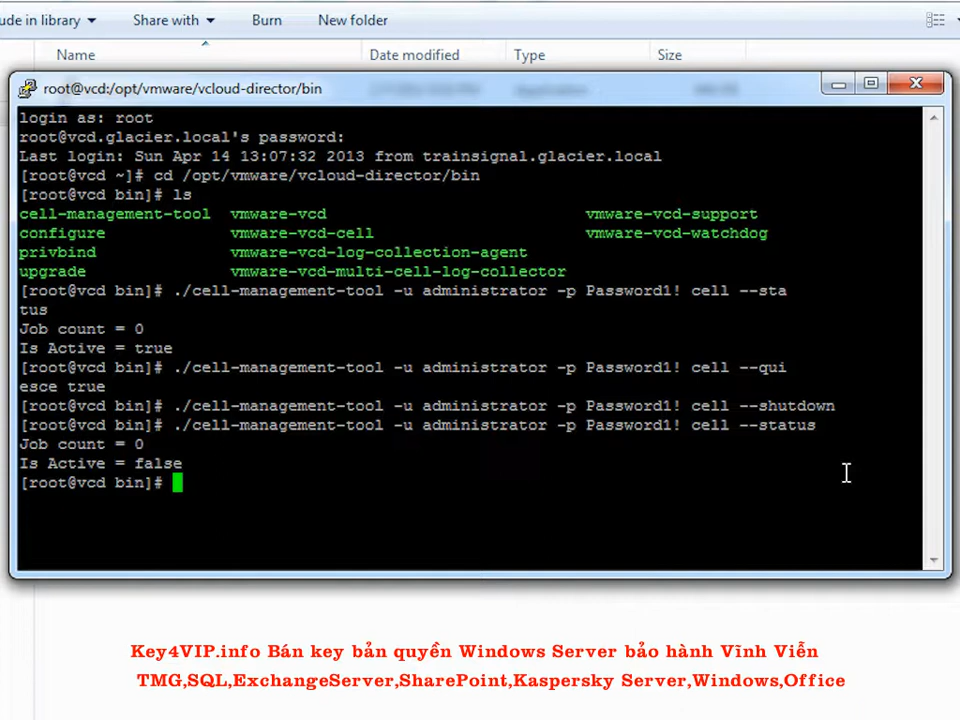 ude in library Share with Burn New folder
Name Date modified Type Size
root@vcd:/opt/vmware/vcloud-director/bin
login as: root
root@vcd.glacier.local's password:
Last login: Sun Apr 14 13:07:32 2013 from trainsignal.glacier.local
[root@vcd ~]# cd /opt/vmware/vcloud-director/bin
[root@vcd bin]# ls
cell-management-tool vmware-vcd vmware-vcd-support
configure vmware-vcd-cell vmware-vcd-watchdog
privbind vmware-vcd-log-collection-agent
upgrade vmware-vcd-multi-cell-log-collector
[root@vcd bin]# ./cell-management-tool -u administrator -p Password1! cell --sta
tus
Job count = 0
Is Active = true
[root@vcd bin]# ./cell-management-tool -u administrator -p Password1! cell --qui
esce true
[root@vcd bin]# ./cell-management-tool -u administrator -p Password1! cell --shutdown
[root@vcd bin]# ./cell-management-tool -u administrator -p Password1! cell --status
Job count = 0
Is Active = false
[root@vcd bin]#
Key4VIP.info Bán key bản quyền Windows Server bảo hành Vĩnh Viễn
TMG,SQL,ExchangeServer,SharePoint,Kaspersky Server,Windows,Office